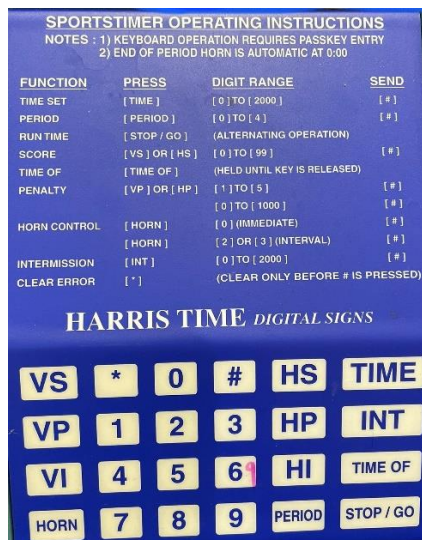 SPORTSTIMER OPERATING INSTRUCTIONS
NOTES : 1) KEYBOARD OPERATION REQUIRES PASSKEY ENTRY
2) END OF PERIOD HORN IS AUTOMATIC AT 0:00
FUNCTION PRESS DIGIT RANGE SEND
TIME SET [ TIME ] [ 0 ] TO [ 2000 ] [ # ]
PERIOD [ PERIOD ] [ 0 ] TO [ 4 ] [ # ]
RUN TIME [ STOP / GO ] (ALTERNATING OPERATION)
SCORE [ VS ] OR [ HS ] [ 0 ] TO [ 99 ] [ # ]
TIME OF [ TIME OF ] (HELD UNTIL KEY IS RELEASED)
PENALTY [ VP ] OR [ HP ] [ 1 ] TO [ 5 ] [ # ]
[ 0 ] TO [ 1000 ] [ # ]
HORN CONTROL [ HORN ] [ 0 ] (IMMEDIATE) [ # ]
[ HORN ] [ 2 ] OR [ 3 ] (INTERVAL) [ # ]
INTERMISSION [ INT ] [ 0 ] TO [ 2000 ] [ # ]
CLEAR ERROR [ * ] (CLEAR ONLY BEFORE # IS PRESSED)
HARRIS TIME DIGITAL SIGNS
VS * 0 # HS TIME
VP 1 2 3 HP INT
VI 4 5 6 HI TIME OF
HORN 7 8 9 PERIOD STOP / GO